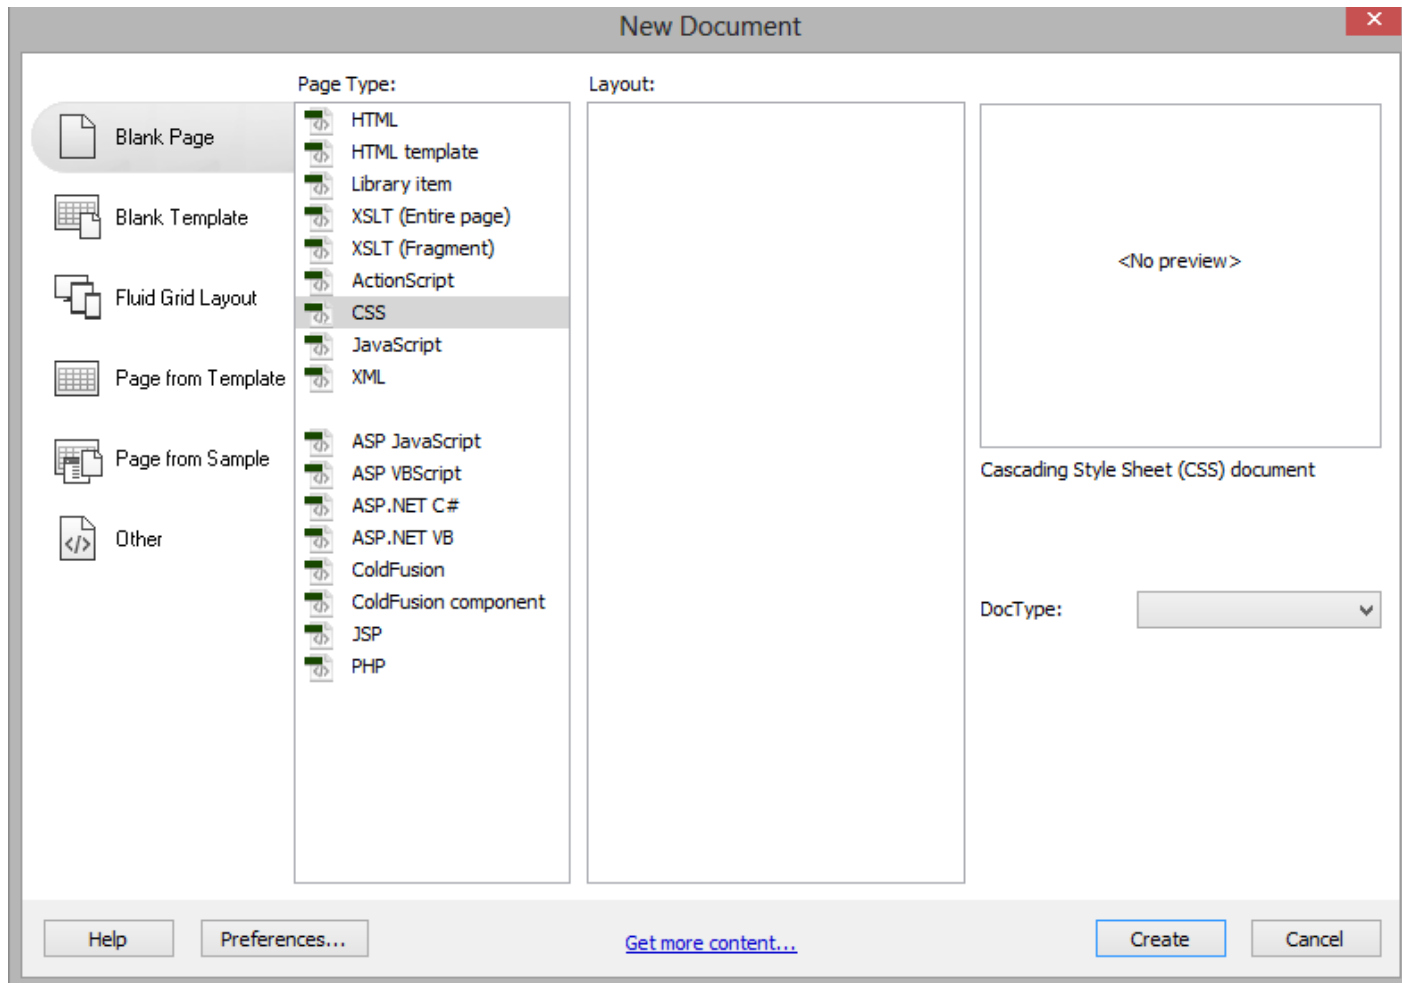 New Document
Page Type:
Layout:
Blank Page
Blank Template
Fluid Grid Layout
Page from Template
Page from Sample
Other
HTML
HTML template
Library item
XSLT (Entire page)
XSLT (Fragment)
ActionScript
CSS
JavaScript
XML
ASP JavaScript
ASP VBScript
ASP.NET C#
ASP.NET VB
ColdFusion
ColdFusion component
JSP
PHP
<No preview>
Cascading Style Sheet (CSS) document
DocType:
Help
Preferences...
Get more content...
Create
Cancel